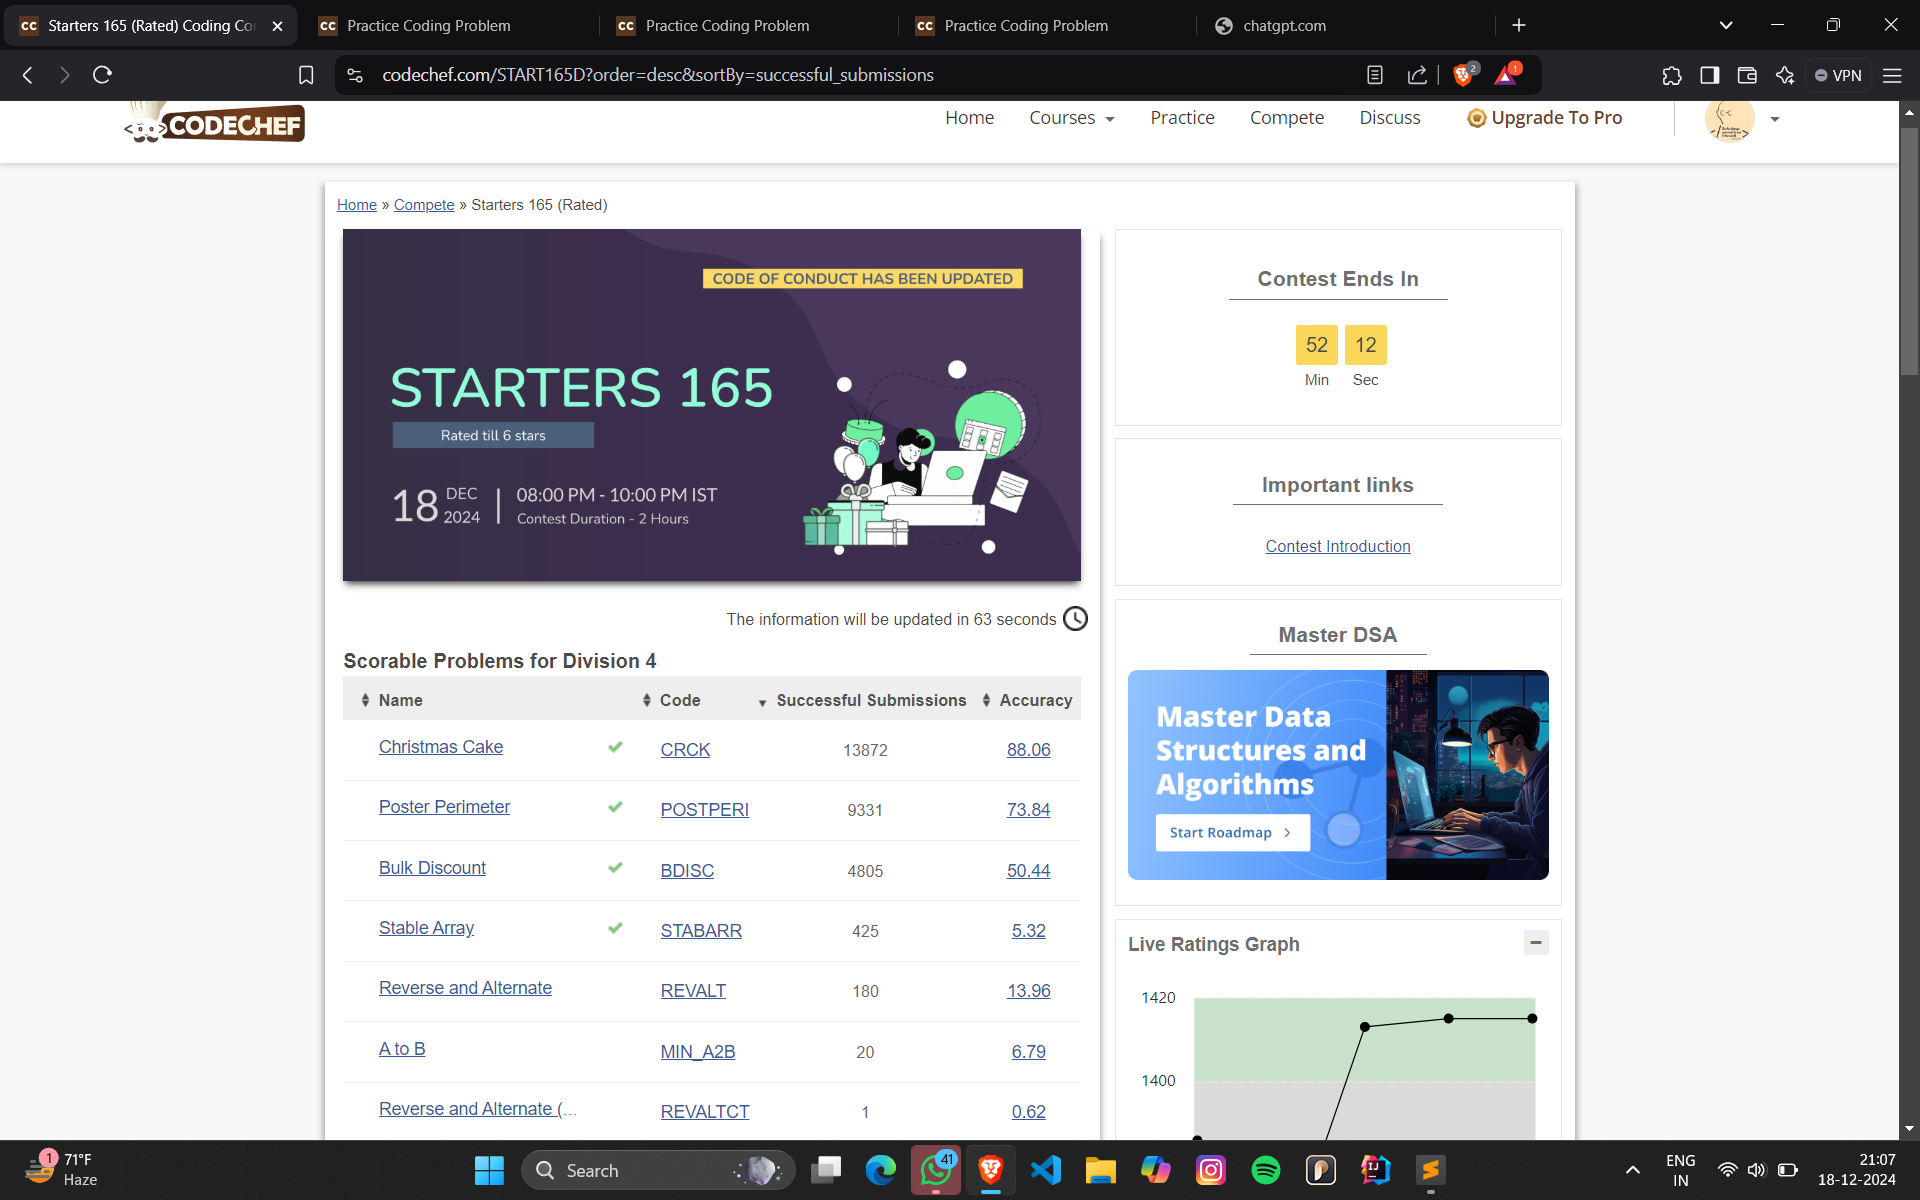 Starters 165 (Rated) Coding Co
Practice Coding Problem
Practice Coding Problem
Practice Coding Problem
chatgpt.com
codechef.com/START165D?order=desc&sortBy=successful_submissions
2
1
VPN
CODECHEF
Home
Courses
Practice
Compete
Discuss
Upgrade To Pro
Home » Compete » Starters 165 (Rated)
CODE OF CONDUCT HAS BEEN UPDATED
STARTERS 165
Rated till 6 stars
18 DEC 2024
08:00 PM - 10:00 PM IST
Contest Duration - 2 Hours
The information will be updated in 63 seconds
Scorable Problems for Division 4
Name Code Successful Submissions Accuracy
Christmas Cake CRCK 13872 88.06
Poster Perimeter POSTPERI 9331 73.84
Bulk Discount BDISC 4805 50.44
Stable Array STABARR 425 5.32
Reverse and Alternate REVALT 180 13.96
A to B MIN_A2B 20 6.79
Reverse and Alternate (... REVALTCT 1 0.62
Contest Ends In
52 12
Min Sec
Important links
Contest Introduction
Master DSA
Master Data
Structures and
Algorithms
Start Roadmap
Live Ratings Graph
1420
1400
1
71°F
Haze
Search
41
ENG
IN
21:07
18-12-2024